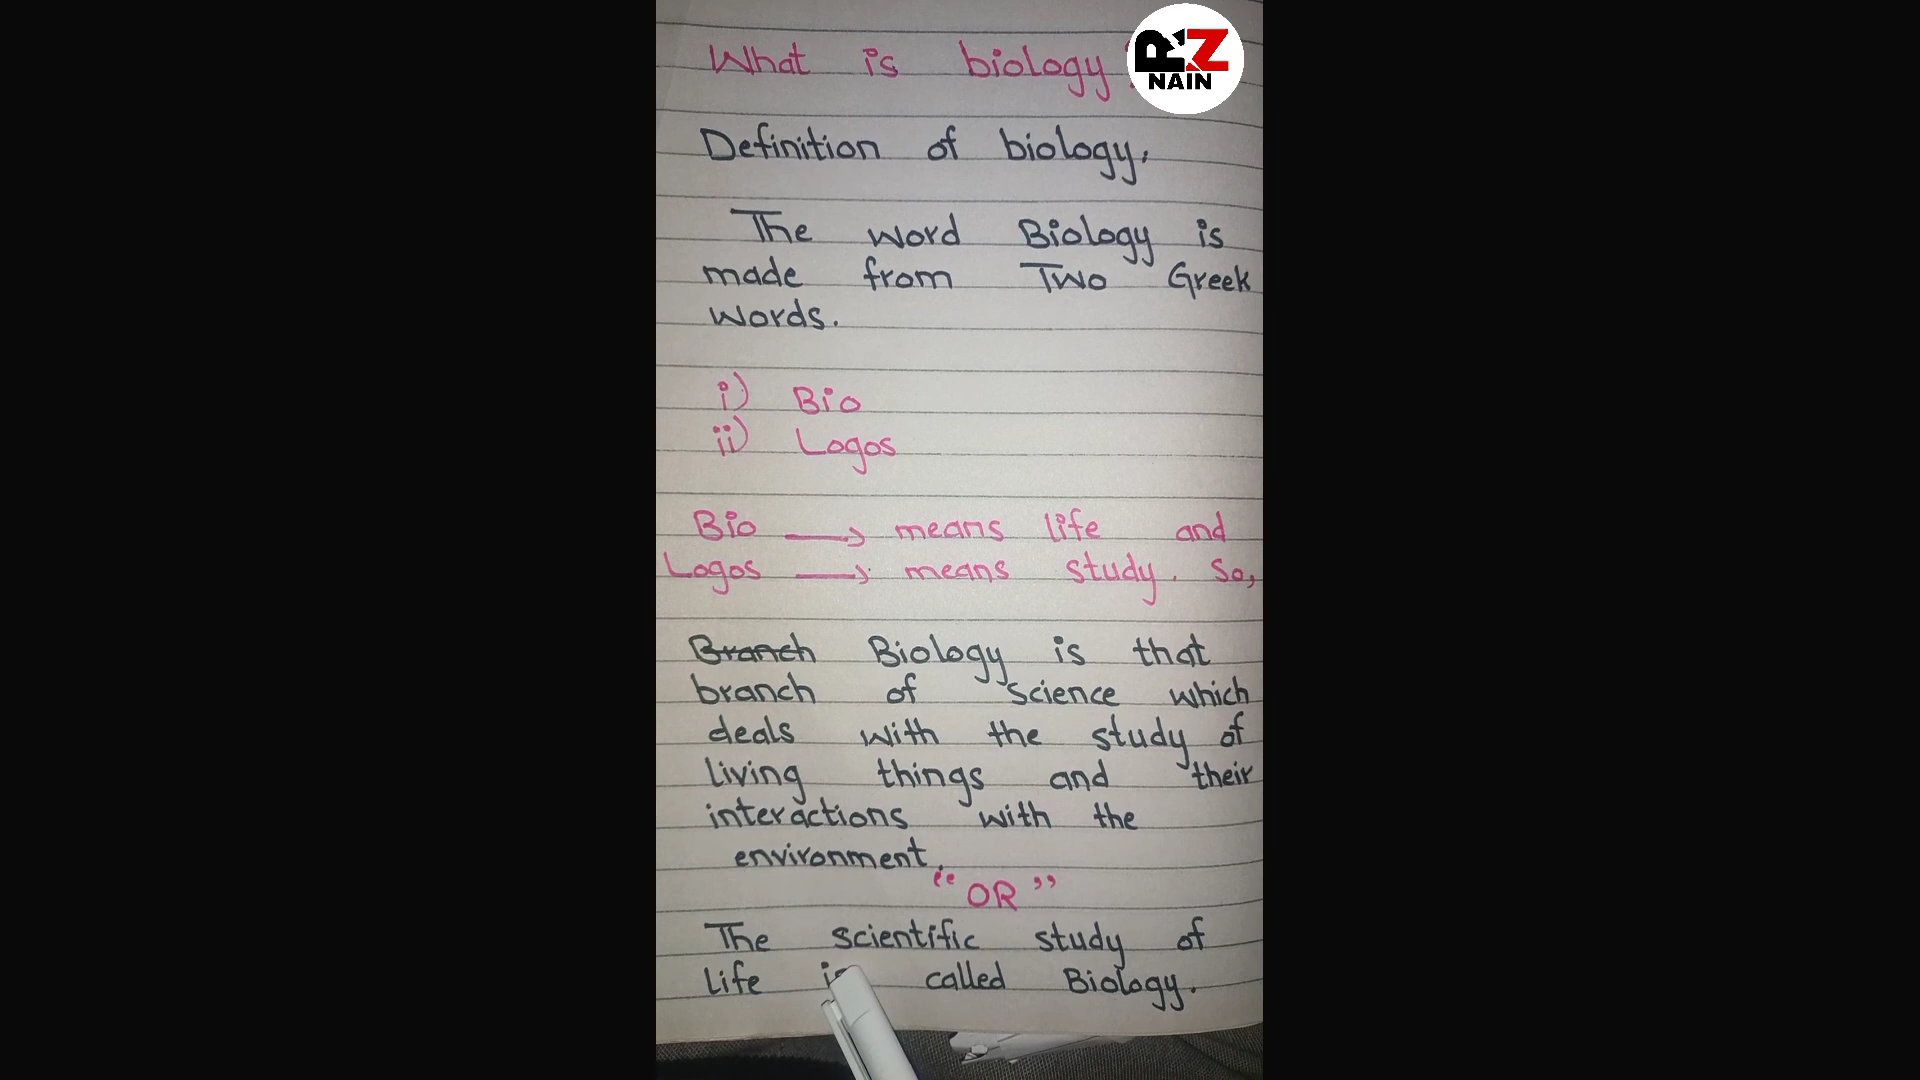 What is biology?
RZ
NAIN
Definition of biology.
The word Biology is
made from Two Greek
words.
i) Bio
ii) Logos
Bio → means life and
Logos → means study. So,
Branch Biology is that
branch of science which
deals with the study of
living things and their
interactions with the
environment.
“OR”
The scientific study of
life is called Biology.